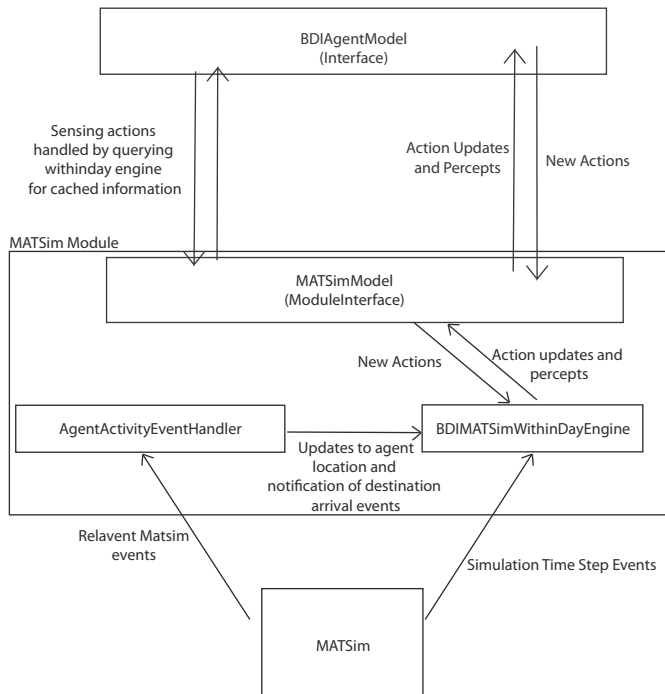 BDIAgentModel
(Interface)
Sensing actions
handled by querying
withinday engine
for cached information
Action Updates
and Percepts
New Actions
MATSim Module
MATSimModel
(ModuleInterface)
New Actions
Action updates and
percepts
AgentActivityEventHandler
BDIMATSimWithinDayEngine
Updates to agent
location and
notification of destination
arrival events
Relavent Matsim
events
Simulation Time Step Events
MATSim